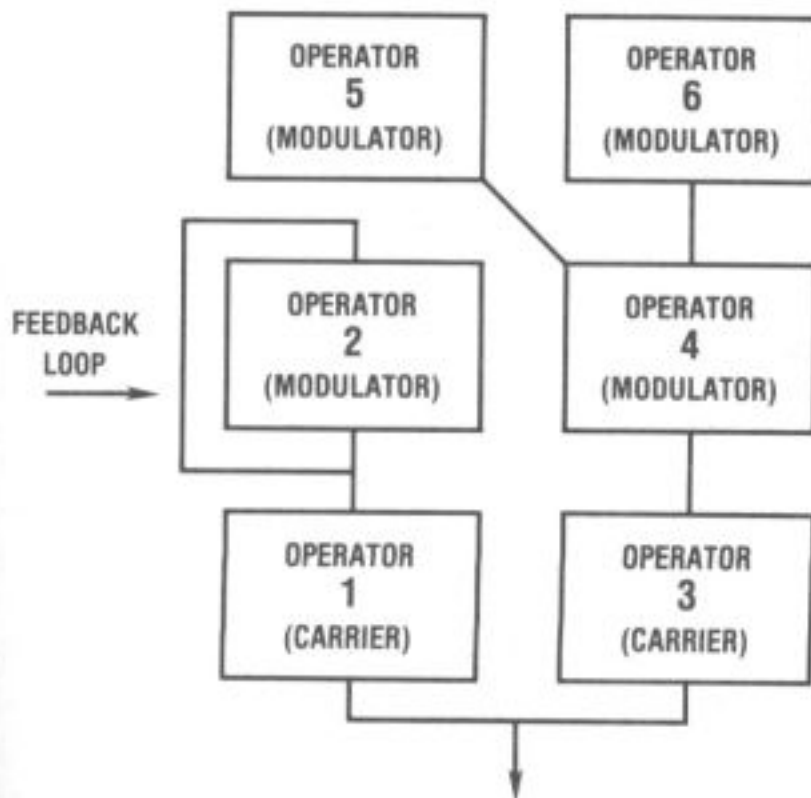 OPERATOR
5
(MODULATOR)
OPERATOR
6
(MODULATOR)
FEEDBACK
LOOP
OPERATOR
2
(MODULATOR)
OPERATOR
4
(MODULATOR)
OPERATOR
1
(CARRIER)
OPERATOR
3
(CARRIER)